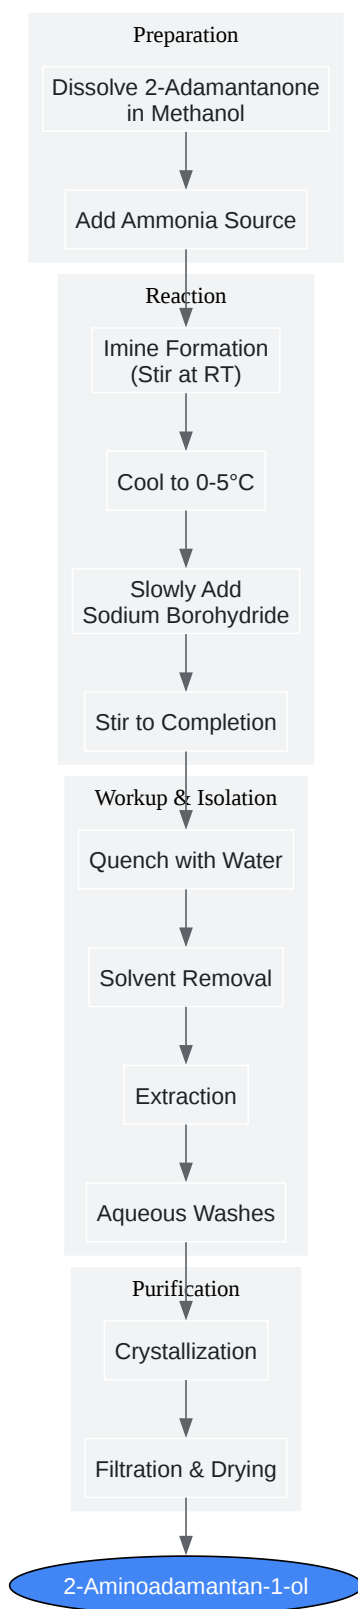 Preparation
Dissolve 2-Adamantanone
in Methanol
Add Ammonia Source
Reaction
Imine Formation
(Stir at RT)
Cool to 0-5°C
Slowly Add
Sodium Borohydride
Stir to Completion
Workup & Isolation
Quench with Water
Solvent Removal
Extraction
Aqueous Washes
Purification
Crystallization
Filtration & Drying
2-Aminoadamantan-1-ol